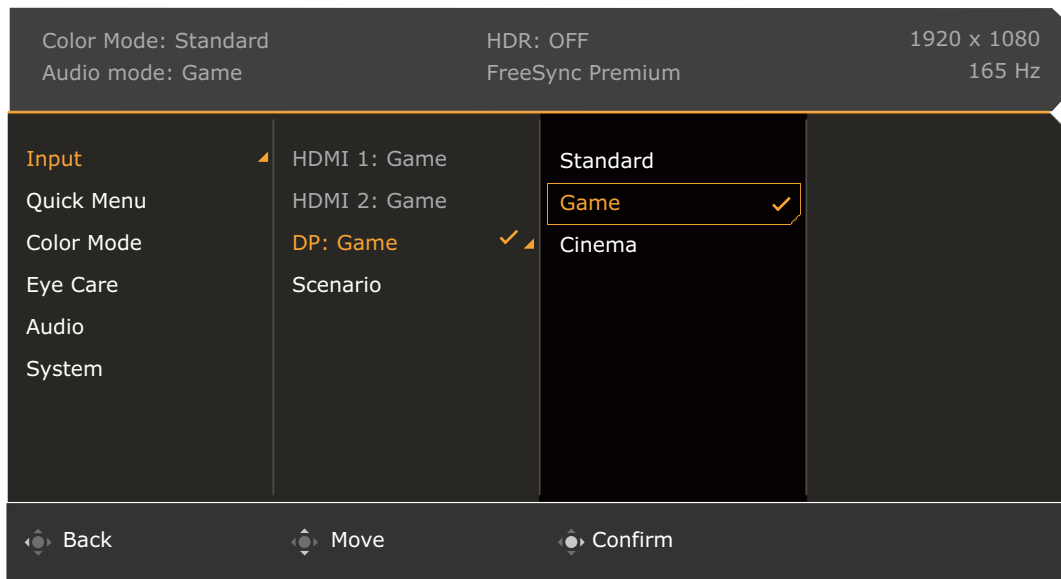 Color Mode: Standard
HDR: OFF
1920 x 1080
Audio mode: Game
FreeSync Premium
165 Hz
Input
Quick Menu
Color Mode
Eye Care
Audio
System
HDMI 1: Game
HDMI 2: Game
DP: Game
Scenario
Standard
Game
Cinema
Back
Move
Confirm